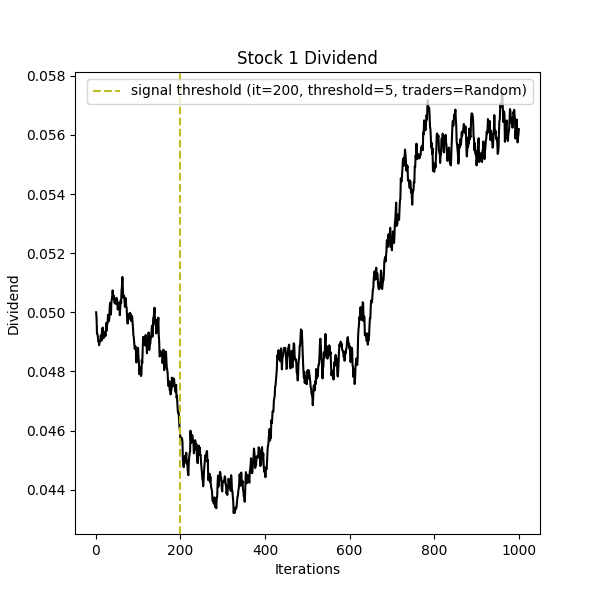 Stock 1 Dividend
signal threshold (it=200, threshold=5, traders=Random)
0.058
0.056
0.054
0.052
0.050
0.048
0.046
0.044
Dividend
0 200 400 600 800 1000
Iterations